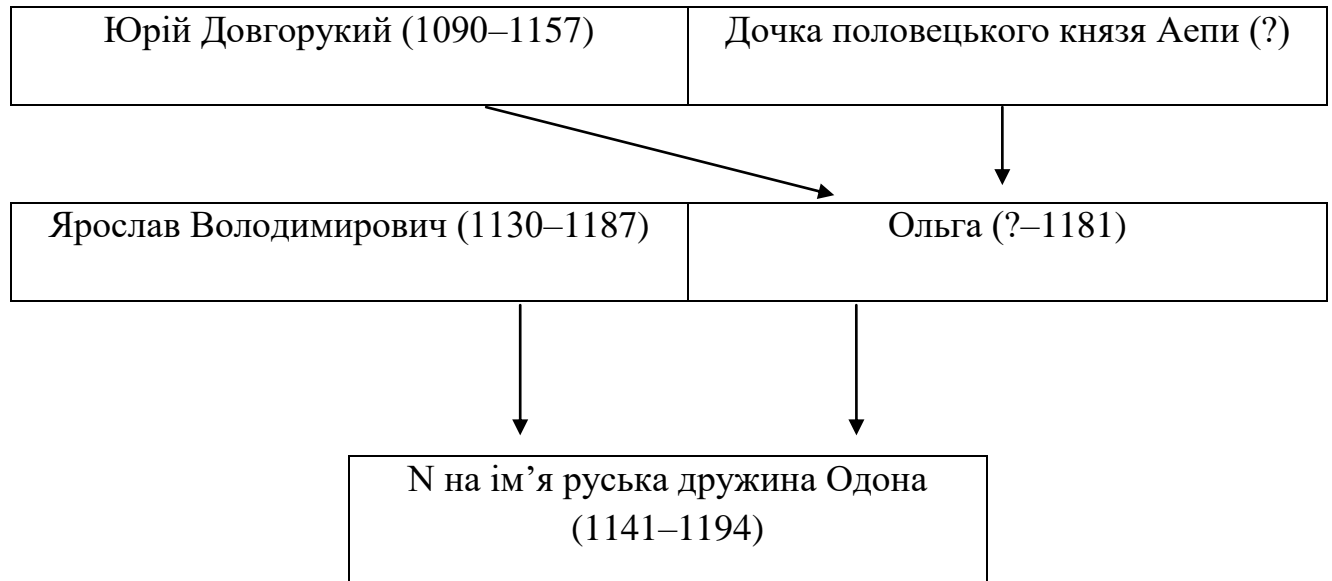 Юрій Довгорукий (1090–1157)
Дочка половецького князя Аепи (?)
Ярослав Володимирович (1130–1187)
Ольга (?–1181)
N на ім’я руська дружина Одона
(1141–1194)